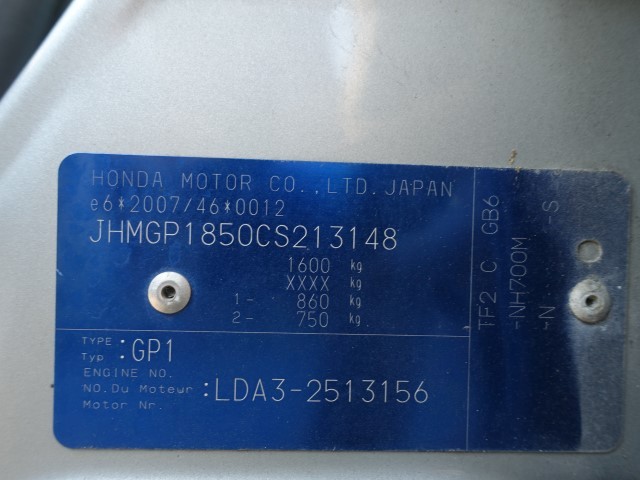 HONDA MOTOR CO.,LTD.JAPAN
e6*2007/46*0012
JHMGP1850CS213148
1600 kg
XXXX kg
1- 860 kg
2- 750 kg
TYPE
Typ :GP1
ENGINE NO.
NO.Du Moteur :LDA3-2513156
Motor Nr.
TF2 C GB6
-NH700M -S
-N